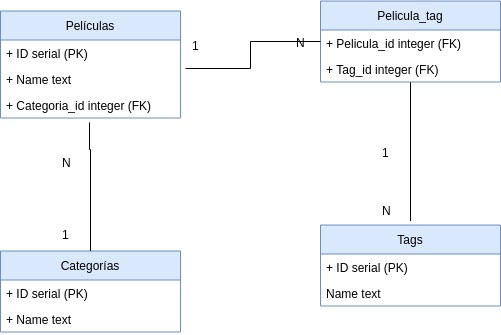 Películas
+ ID serial (PK)
+ Name text
+ Categoria_id integer (FK)
1
N
Pelicula_tag
+ Pelicula_id integer (FK)
+ Tag_id integer (FK)
N
1
1
N
Categorías
+ ID serial (PK)
+ Name text
Tags
+ ID serial (PK)
Name text